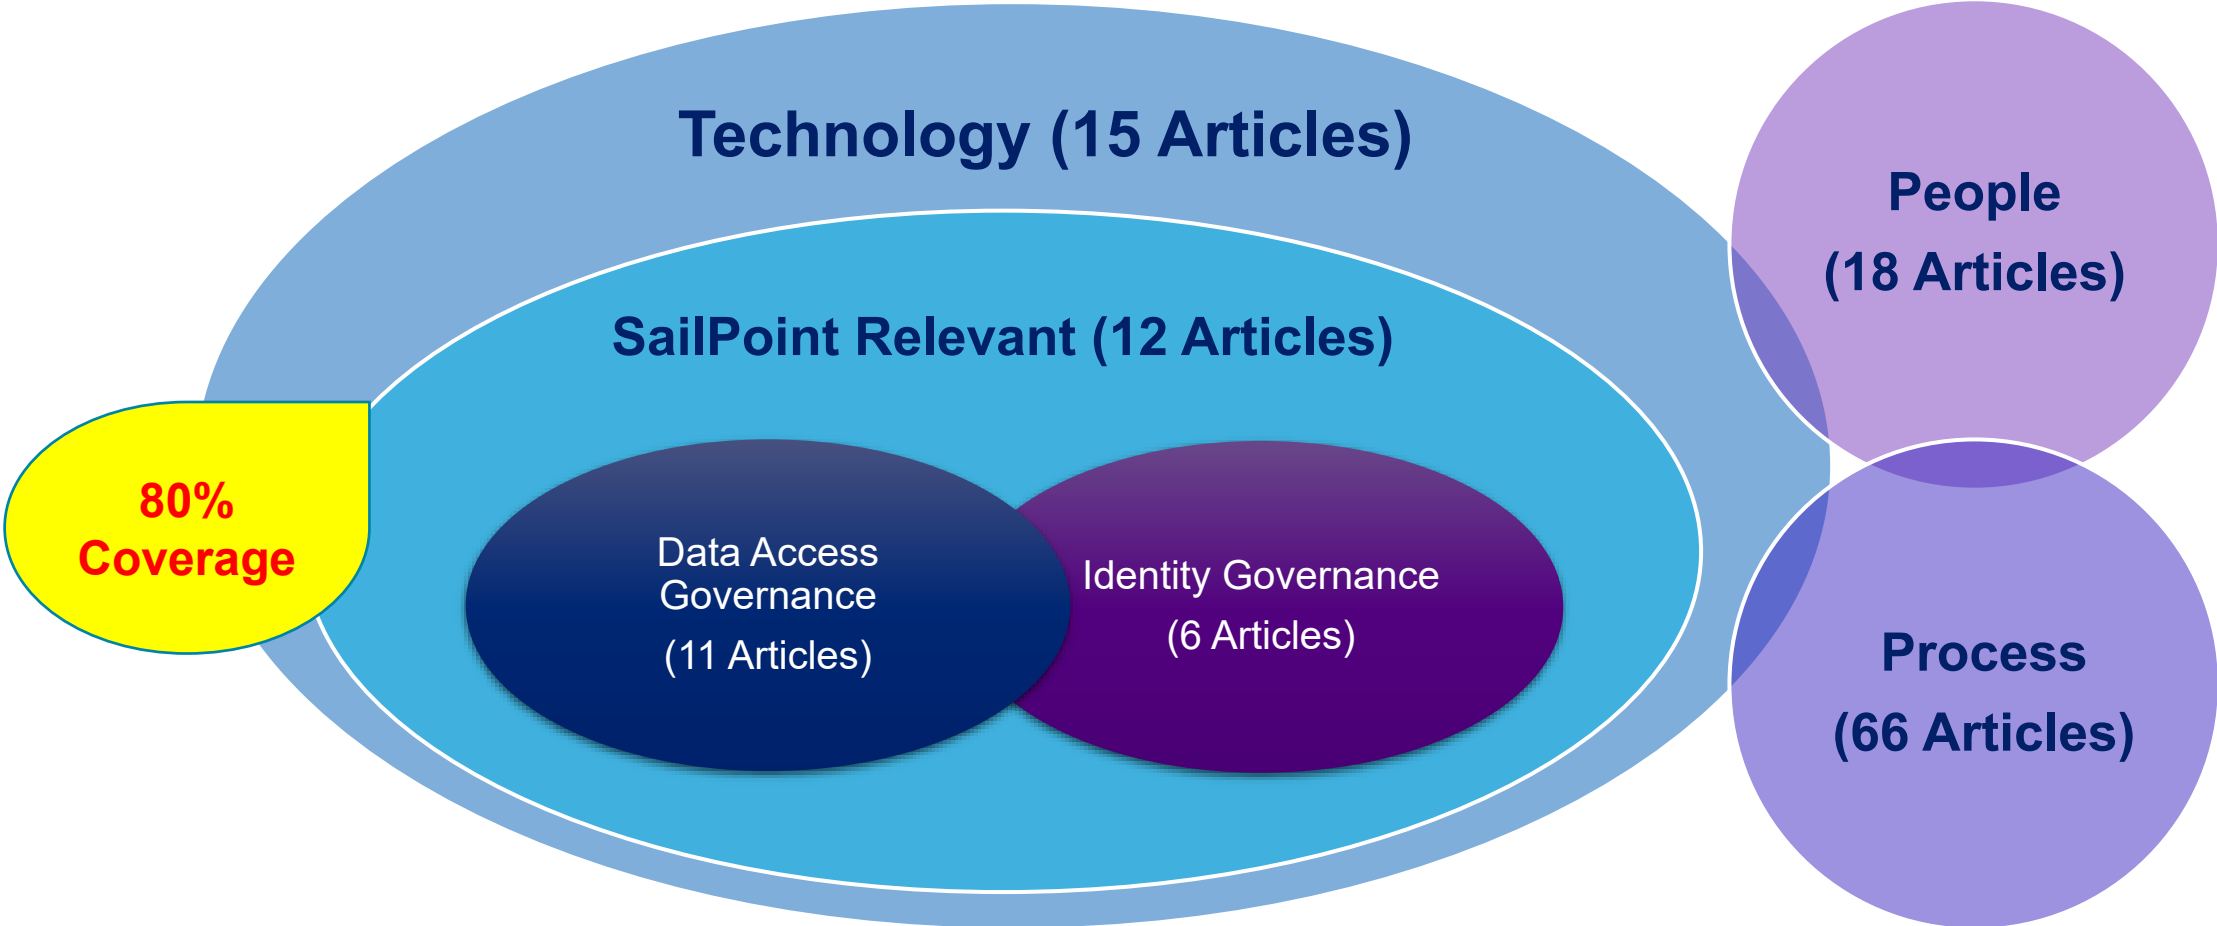 Technology (15 Articles)
People
(18 Articles)
SailPoint Relevant (12 Articles)
80%
Coverage
Data Access
Governance
(11 Articles)
Identity Governance
(6 Articles)
Process
(66 Articles)